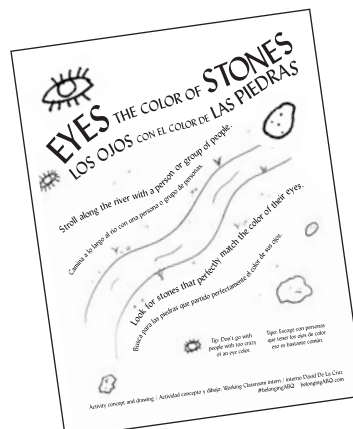 EYES THE COLOR OF STONES
LOS OJOS CON EL COLOR DE LAS PIEDRAS
Stroll along the river with a person or group of people.
Camina a lo largo al rio con una persona o grupo de personas.
Look for stones that perfectly match the color of their eyes.
Busca para las piedras que partido perfectamente el color de sus ojos.
Tip: Don't go with
people with too crazy
of an eye color.
Tipo: Escoge con personas
que tener los ojos de color
eso es bastante común.
Activity concept and drawing / Actividad concepto y dibujo: Working Classroom intern / interno David De La Cruz
#belongingABQ belongingABQ.com